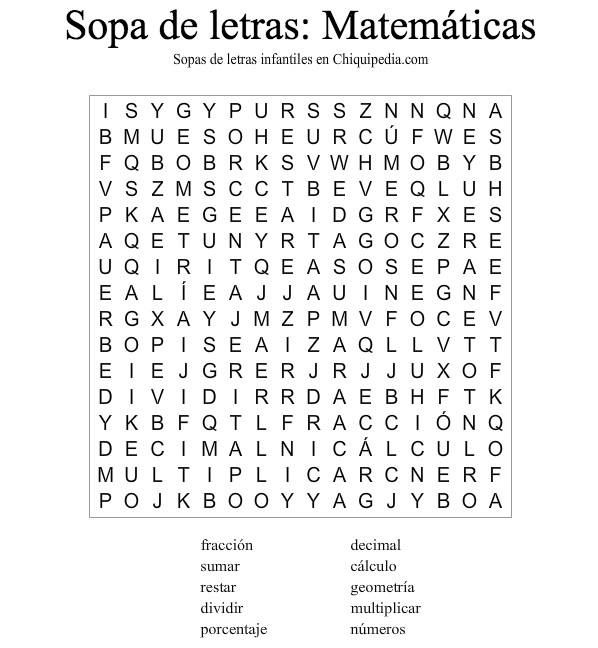 Sopa de letras: Matemáticas
Sopas de letras infantiles en Chiquipedia.com
I S Y G Y P U R S S Z N N Q N A
B M U E S O H E U R C Ú F W E S
F Q B O B R K S V W H M O B Y B
V S Z M S C C T B E V E Q L U H
P K A E G E E A I D G R F X E S
A Q E T U N Y R T A G O C Z R E
U Q I R I T Q E A S O S E P A E
E A L Í E A J J A U I N E G N F
R G X A Y J M Z P M V F O C E V
B O P I S E A I Z A Q L L V T T
E I E J G R E R J R J J U X O F
D I V I D I R R D A E B H F T K
Y K B F Q T L F R A C C I Ó N Q
D E C I M A L N I C Á L C U L O
M U L T I P L I C A R C N E R F
P O J K B O O Y Y A G J Y B O A
fracción decimal
sumar cálculo
restar geometría
dividir multiplicar
porcentaje números